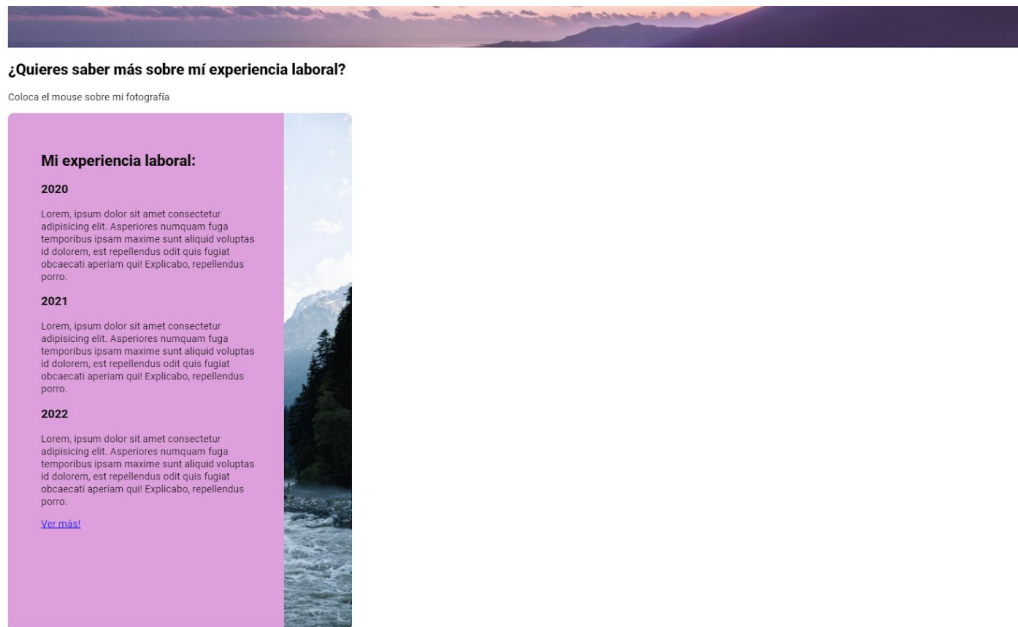 ¿Quieres saber más sobre mí experiencia laboral?
Coloca el mouse sobre mi fotografía
Mi experiencia laboral:
2020
Lorem, ipsum dolor sit amet consectetur
adipisicing elit. Asperiores numquam fuga
temporibus ipsam maxime sunt aliquid voluptas
id dolorem, est repellendus odit quis fugiat
obcaecati aperiam qui! Explicabo, repellendus
porro.
2021
Lorem, ipsum dolor sit amet consectetur
adipisicing elit. Asperiores numquam fuga
temporibus ipsam maxime sunt aliquid voluptas
id dolorem, est repellendus odit quis fugiat
obcaecati aperiam qui! Explicabo, repellendus
porro.
2022
Lorem, ipsum dolor sit amet consectetur
adipisicing elit. Asperiores numquam fuga
temporibus ipsam maxime sunt aliquid voluptas
id dolorem, est repellendus odit quis fugiat
obcaecati aperiam qui! Explicabo, repellendus
porro.
Ver más!